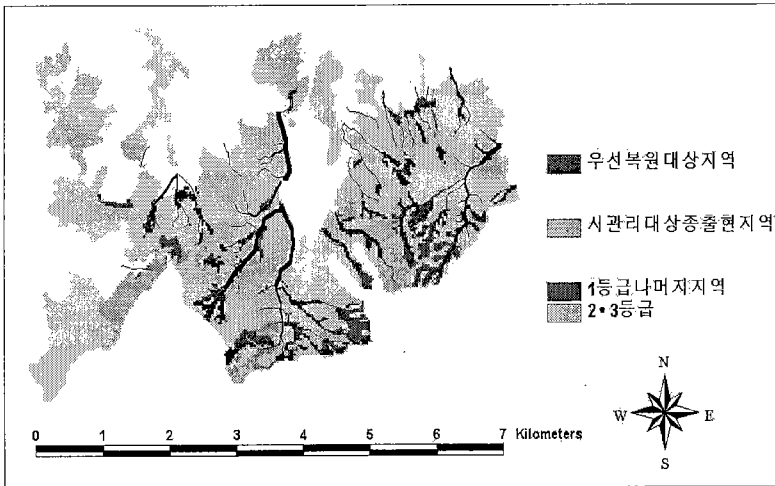 우선복원대상지역
시관리대상종출현지역
1등급나머지지역
2•3등급
N
W E
S
0 1 2 3 4 5 6 7 Kilometers